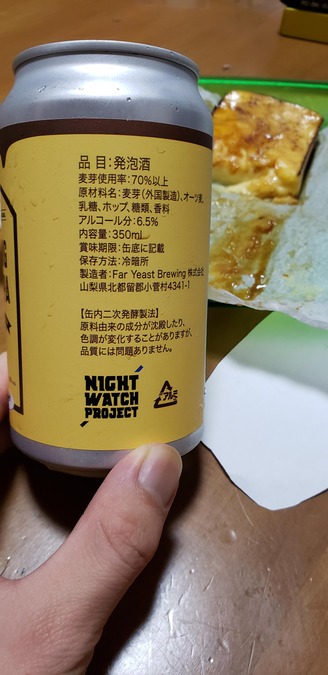 品 目:発泡酒
麦芽使用率:70%以上
原材料名:麦芽(外国製造)、オーツ麦、
乳糖、ホップ、糖類、香料
アルコール分:6.5%
内容量:350ml
賞味期限:缶底に記載
保存方法:冷暗所
製造者:Far Yeast Brewing 株式会社
山梨県北都留郡小菅村4341-1
【缶内二次発酵製法】
原料由来の成分が沈殿したり、
色調が変化することがありますが、
品質には問題ありません。
NIGHT
WATCH
PROJECT
アルミ